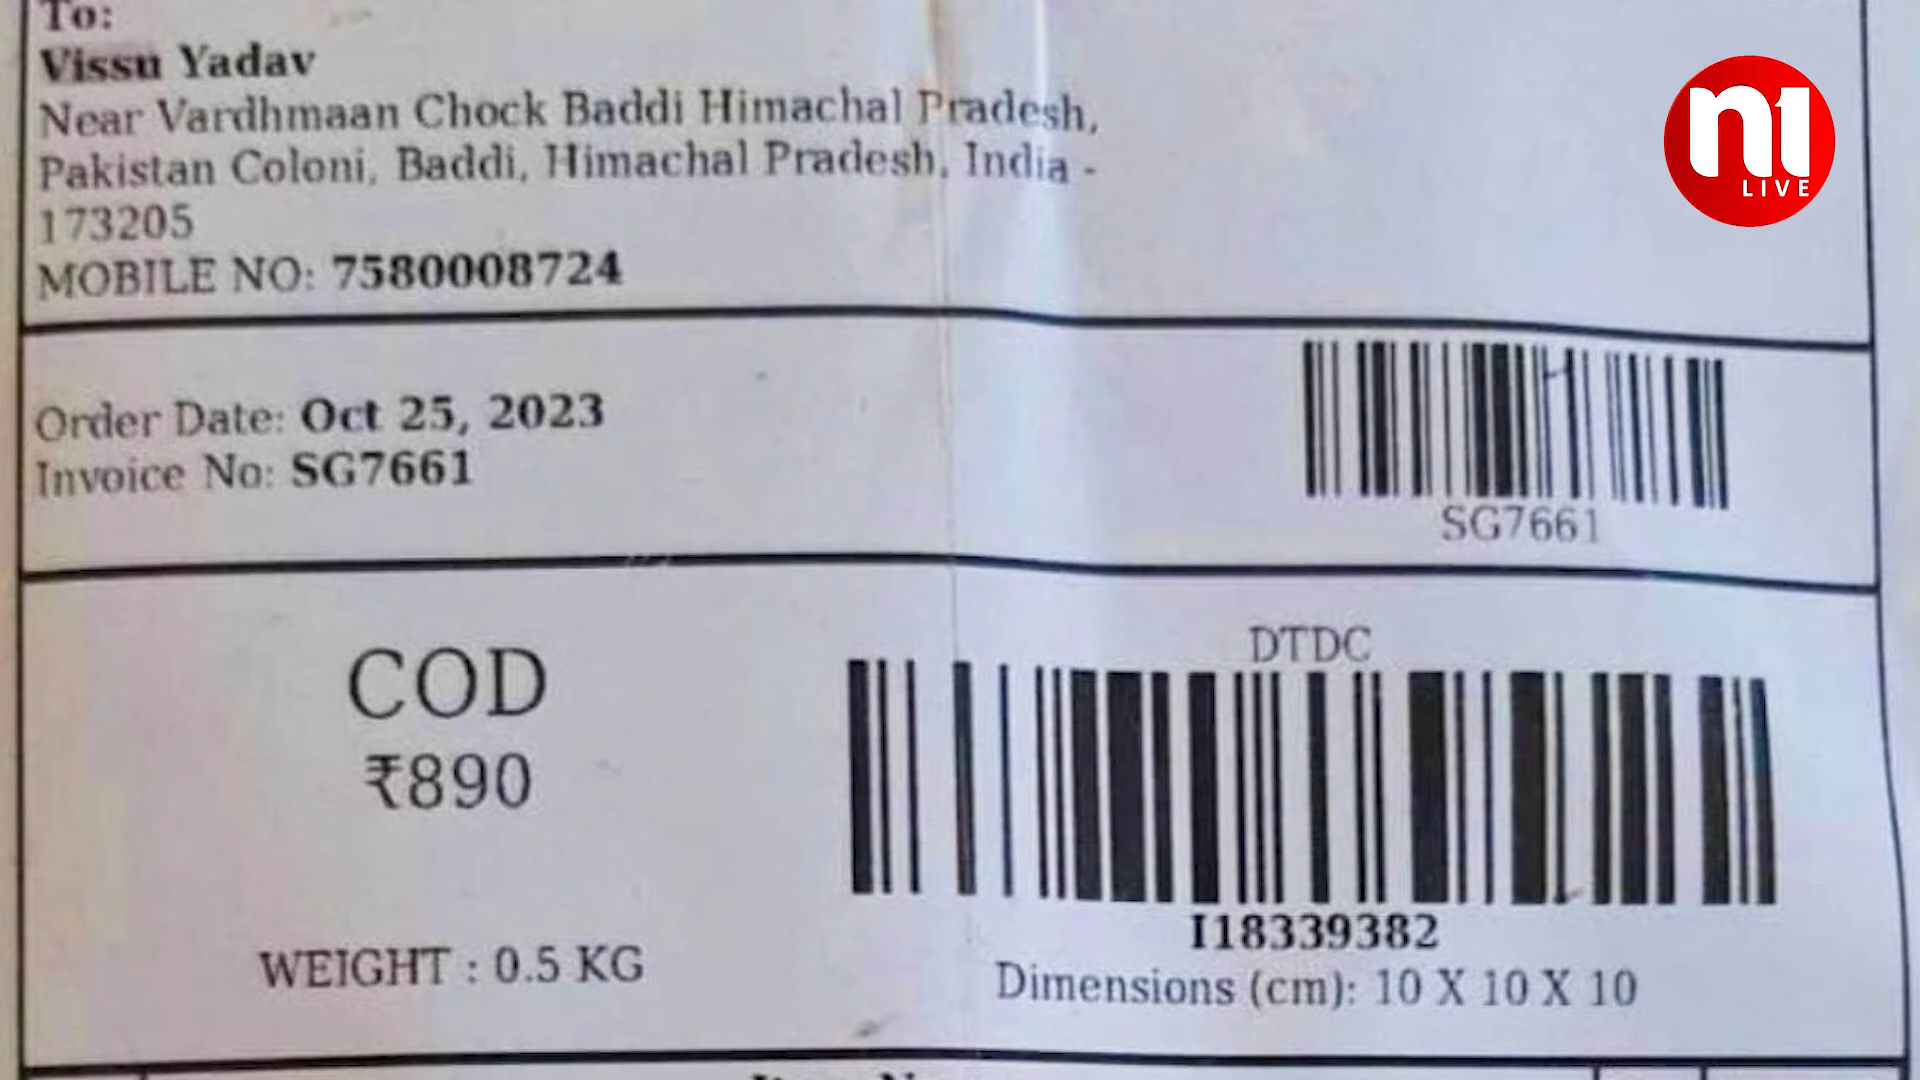 To:
Vissu Yadav
Near Vardhmaan Chock Baddi Himachal Pradesh,
Pakistan Coloni, Baddi, Himachal Pradesh, India -
173205
MOBILE NO: 7580008724
n1
LIVE
Order Date: Oct 25, 2023
Invoice No: SG7661
SG7661
COD
₹890
WEIGHT : 0.5 KG
DTDC
I18339382
Dimensions (cm): 10 X 10 X 10